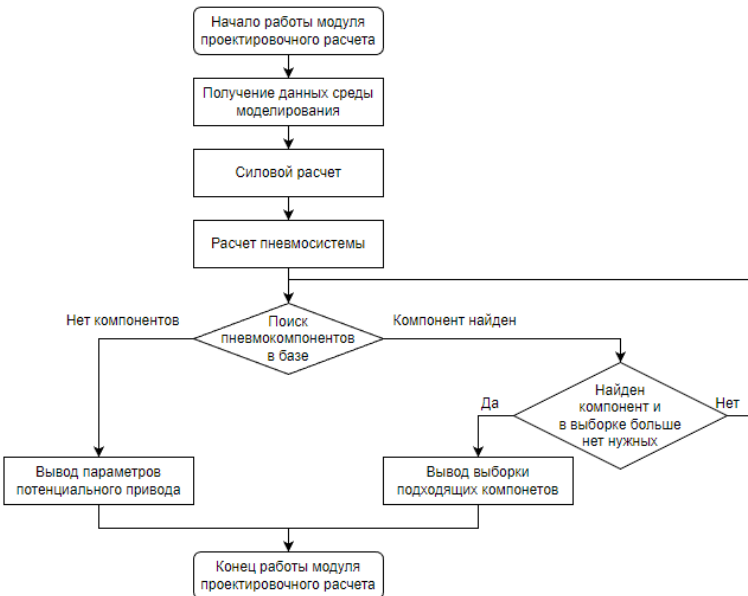 Начало работы модуля
проектировочного расчета
Получение данных среды
моделирования
Силовой расчет
Расчет пневмосистемы
Нет компонентов
Поиск
пневмокомпонентов
в базе
Компонент найден
Да
Найден
компонент и
в выборке больше
нет нужных
Нет
Вывод параметров
потенциального привода
Вывод выборки
подходящих компонетов
Конец работы модуля
проектировочного расчета